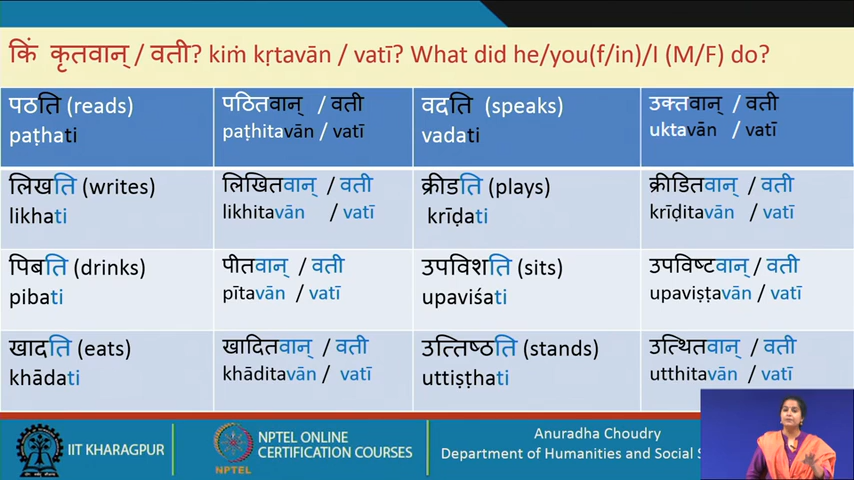 किं कृतवान् / वती? kiṁ kṛtavān / vatī? What did he/you(f/in)/I (M/F) do?
पठति (reads)
paṭhati
पठितवान् / वती
paṭhitavān / vatī
वदति (speaks)
vadati
उक्तवान् / वती
uktavān / vatī
लिखति (writes)
likhati
लिखितवान् / वती
likhitavān / vatī
क्रीडति (plays)
krīḍati
क्रीडितवान् / वती
krīḍitavān / vatī
पिबति (drinks)
pibati
पीतवान् / वती
pītavān / vatī
उपविशति (sits)
upaviśati
उपविष्टवान् / वती
upaviṣṭavān / vatī
खादति (eats)
khādati
खादितवान् / वती
khāditavān / vatī
उत्तिष्ठति (stands)
uttiṣṭhati
उत्थितवान् / वती
utthitavān / vatī
IIT KHARAGPUR
NPTEL
NPTEL ONLINE
CERTIFICATION COURSES
Anuradha Choudry
Department of Humanities and Social